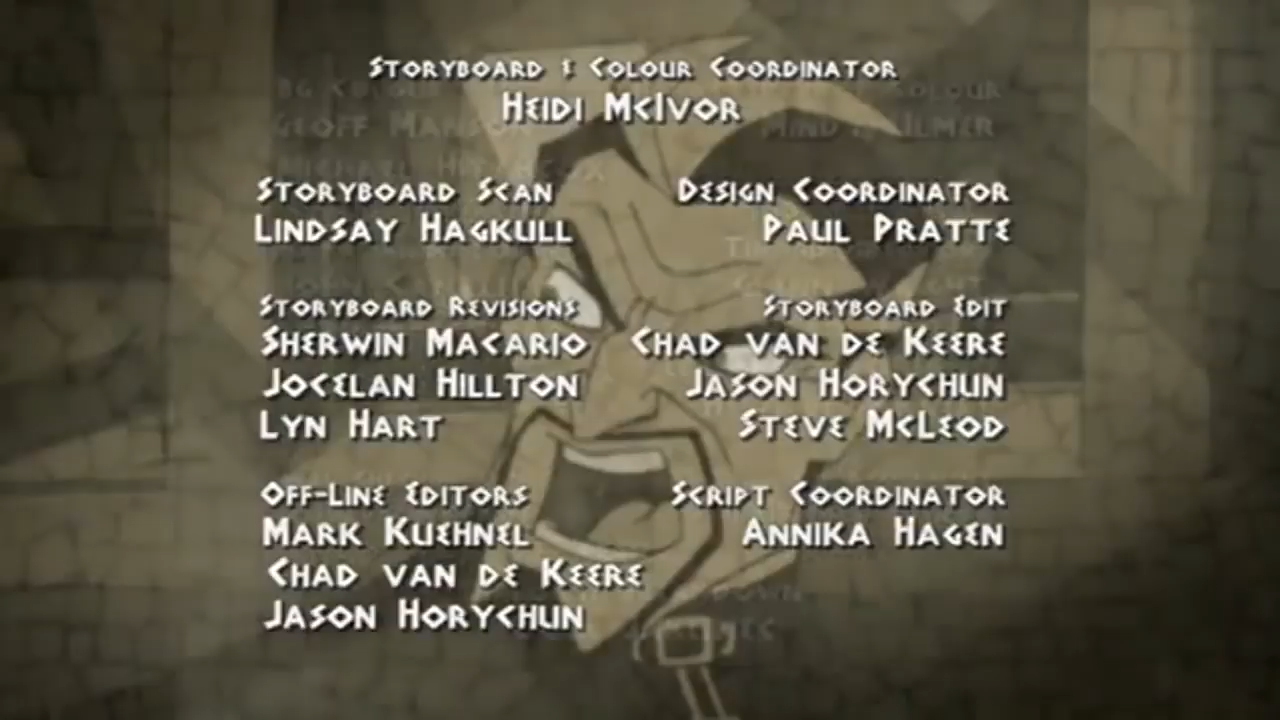 Storyboard & Colour Coordinator
Heidi McIvor
Storyboard Scan
Lindsay Hagkull
Design Coordinator
Paul Pratte
Storyboard Revisions
Sherwin Macario
Jocelan Hillton
Lyn Hart
Storyboard Edit
Chad van de Keere
Jason Horychun
Steve McLeod
Off-Line Editors
Mark Kuehnel
Chad van de Keere
Jason Horychun
Script Coordinator
Annika Hagen